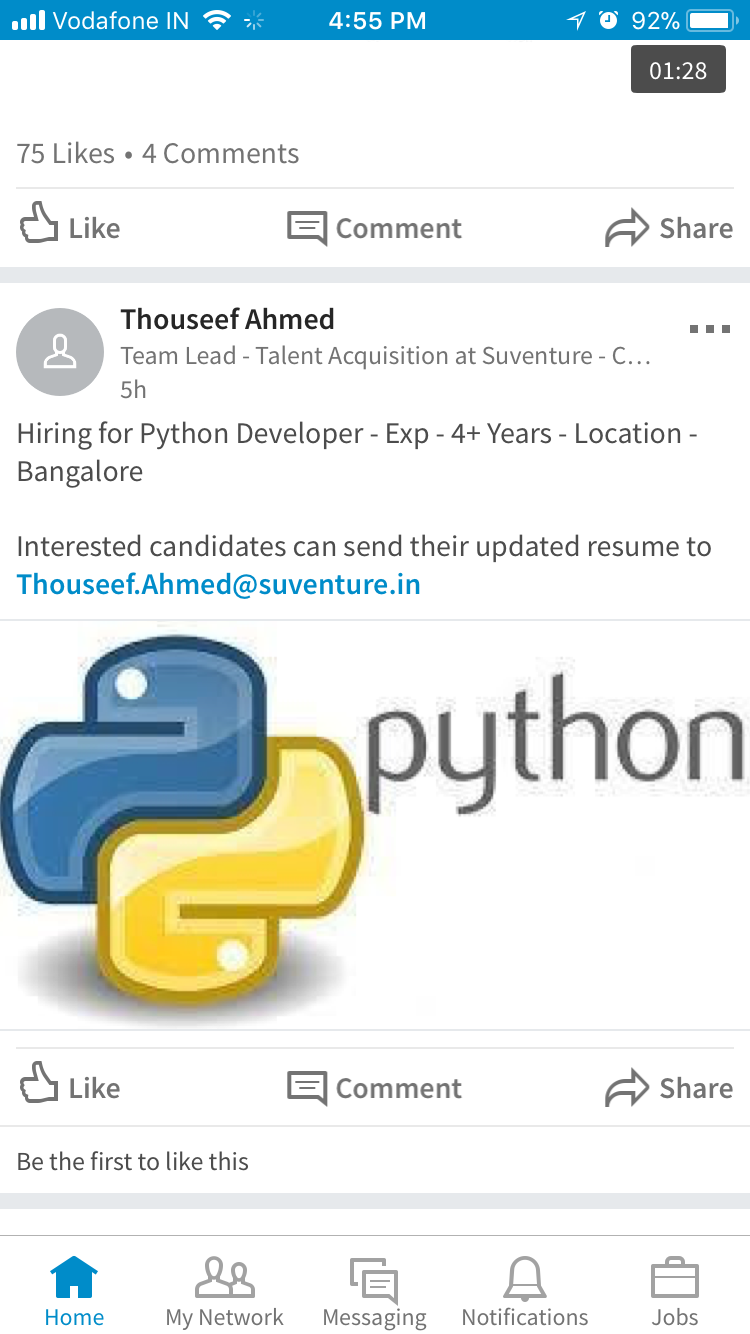 Vodafone IN 4:55 PM 92%
01:28
75 Likes • 4 Comments
Like Comment Share
Thouseef Ahmed
Team Lead - Talent Acquisition at Suventure - C...
5h
Hiring for Python Developer - Exp - 4+ Years - Location -
Bangalore
Interested candidates can send their updated resume to
Thouseef.Ahmed@suventure.in
python
Like Comment Share
Be the first to like this
Home My Network Messaging Notifications Jobs